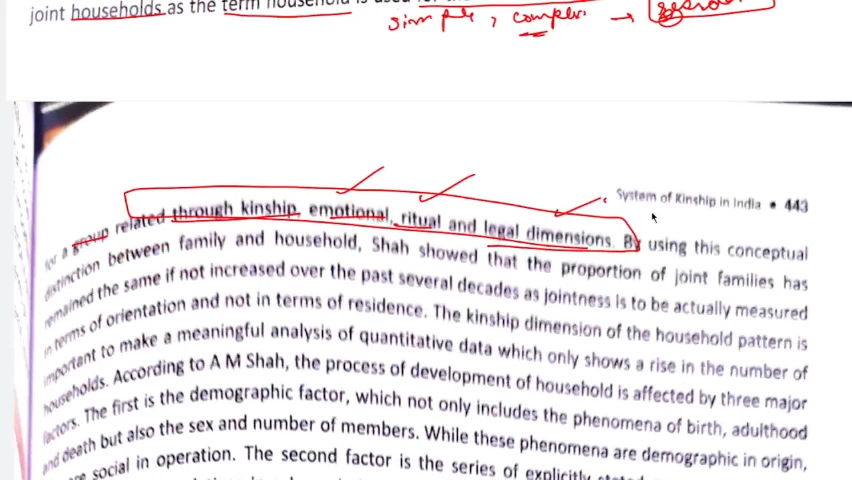 joint households as the term household is used for
simple, complex →
System of Kinship in India • 443
for a group related through kinship, emotional, ritual and legal dimensions. By using this conceptual
distinction between family and household, Shah showed that the proportion of joint families has
remained the same if not increased over the past several decades as jointness is to be actually measured
in terms of orientation and not in terms of residence. The kinship dimension of the household pattern is
important to make a meaningful analysis of quantitative data which only shows a rise in the number of
households. According to A M Shah, the process of development of household is affected by three major
factors. The first is the demographic factor, which not only includes the phenomena of birth, adulthood
and death but also the sex and number of members. While these phenomena are demographic in origin,
are social in operation. The second factor is the series of explicitly stated